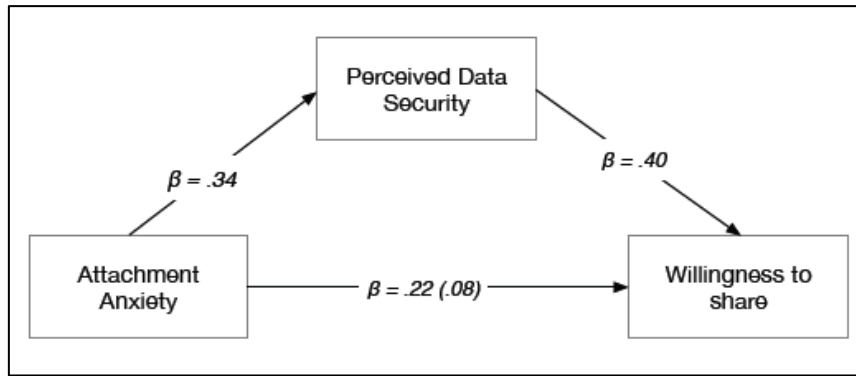 Perceived Data
Security
β = .34
β = .40
Attachment
Anxiety
β = .22 (.08)
Willingness to
share